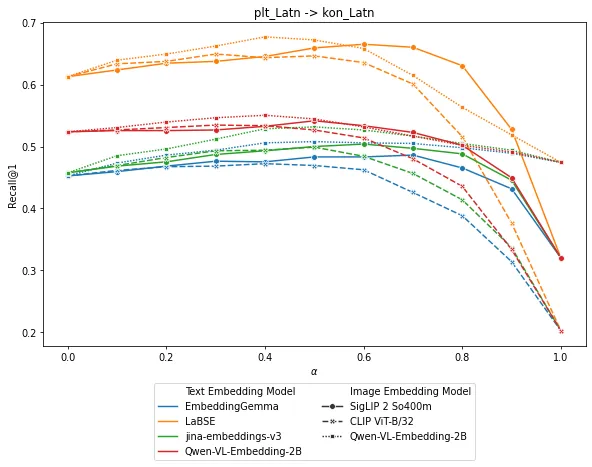 plt_Latn -> kon_Latn
0.7
0.6
0.5
0.4
0.3
0.2
Recall@1
0.0 0.2 0.4 0.6 0.8 1.0
α
Text Embedding Model Image Embedding Model
EmbeddingGemma SigLIP 2 So400m
LaBSE CLIP ViT-B/32
jina-embeddings-v3 Qwen-VL-Embedding-2B
Qwen-VL-Embedding-2B